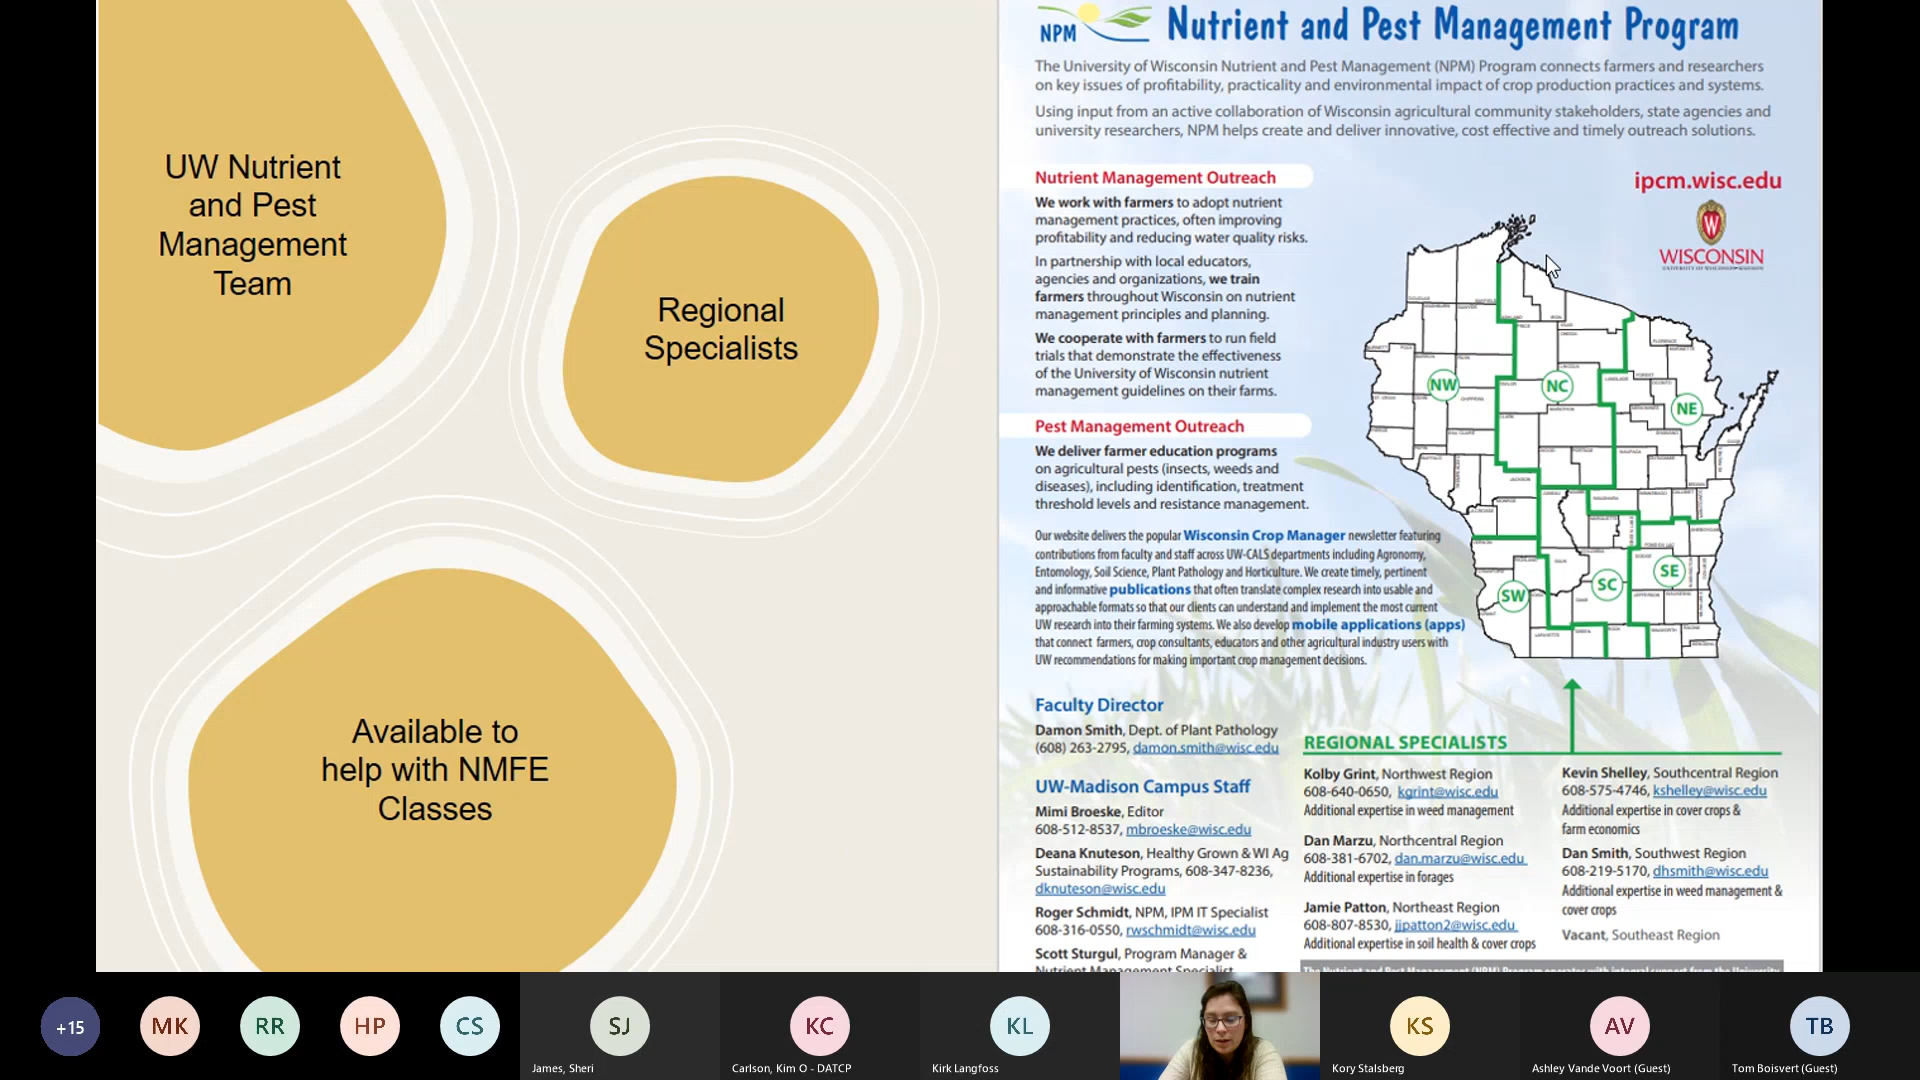 UW Nutrient
and Pest
Management
Team
Regional
Specialists
Available to
help with NMFE
Classes
NPM
Nutrient and Pest Management Program
The University of Wisconsin Nutrient and Pest Management (NPM) Program connects farmers and researchers
on key issues of profitability, practicality and environmental impact of crop production practices and systems.
Using input from an active collaboration of Wisconsin agricultural community stakeholders, state agencies and
university researchers, NPM helps create and deliver innovative, cost effective and timely outreach solutions.
Nutrient Management Outreach
We work with farmers to adopt nutrient
management practices, often improving
profitability and reducing water quality risks.
In partnership with local educators,
agencies and organizations, we train
farmers throughout Wisconsin on nutrient
management principles and planning.
We cooperate with farmers to run field
trials that demonstrate the effectiveness
of the University of Wisconsin nutrient
management guidelines on their farms.
Pest Management Outreach
We deliver farmer education programs
on agricultural pests (insects, weeds and
diseases), including identification, treatment
threshold levels and resistance management.
Our website delivers the popular Wisconsin Crop Manager newsletter featuring
contributions from faculty and staff across UW-CALS departments including Agronomy,
Entomology, Soil Science, Plant Pathology and Horticulture. We create timely, pertinent
and informative publications that often translate complex research into usable and
approachable formats so that our clients can understand and implement the most current
UW research into their farming systems. We also develop mobile applications (apps)
that connect farmers, crop consultants, educators and other agricultural industry users with
UW recommendations for making important crop management decisions.
ipcm.wisc.edu
W
WISCONSIN
UNIVERSITY OF WISCONSIN-MADISON
NW
NC
NE
SW
SC
SE
Faculty Director
Damon Smith, Dept. of Plant Pathology
(608) 263-2795, damon.smith@wisc.edu
UW-Madison Campus Staff
Mimi Broeske, Editor
608-512-8537, mbroeske@wisc.edu
Deana Knuteson, Healthy Grown & WI Ag
Sustainability Programs, 608-347-8236,
dknuteson@wisc.edu
Roger Schmidt, NPM, IPM IT Specialist
608-316-0550, rwschmidt@wisc.edu
Scott Sturgul, Program Manager &
Nutrient Management Specialist
REGIONAL SPECIALISTS
Kolby Grint, Northwest Region
608-640-0650, kgrint@wisc.edu
Additional expertise in weed management
Dan Marzu, Northcentral Region
608-381-6702, dan.marzu@wisc.edu
Additional expertise in forages
Jamie Patton, Northeast Region
608-807-8530, jjpatton2@wisc.edu
Additional expertise in soil health & cover crops
Kevin Shelley, Southcentral Region
608-575-4746, kshelley@wisc.edu
Additional expertise in cover crops &
farm economics
Dan Smith, Southwest Region
608-219-5170, dhsmith@wisc.edu
Additional expertise in weed management &
cover crops
Vacant, Southeast Region
The Nutrient and Pest Management (NPM) Program operates with integral support from the University
+15
MK
RR
HP
CS
SJ
James, Sheri
KC
Carlson, Kim O - DATCP
KL
Kirk Langfoss
KS
Kory Stalsberg
AV
Ashley Vande Voort (Guest)
TB
Tom Boisvert (Guest)